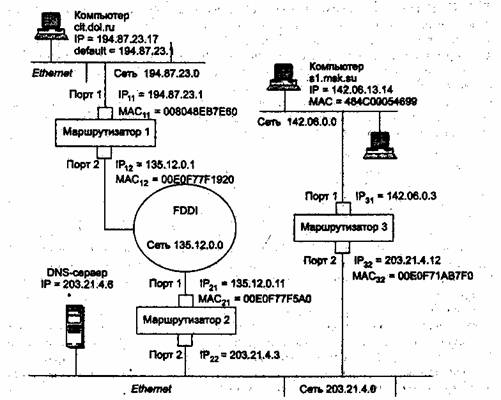 Компьютер
cit.dol.ru
IP = 194.87.23.17
default = 194.87.23.1
Ethernet
Сеть 194.87.23.0
Порт 1
IP11 = 194.87.23.1
MAC11 = 008048EB7E60
Маршрутизатор 1
Порт 2
IP12 = 135.12.0.1
MAC12 = 00E0F77F1920
FDDI
Сеть 135.12.0.0
Порт 1
IP21 = 135.12.0.11
MAC21 = 00E0F77F5A0
Маршрутизатор 2
Порт 2
IP22 = 203.21.4.3
DNS-сервер
IP = 203.21.4.6
Компьютер
s1.msk.su
IP = 142.06.13.14
MAC = 484C00054699
Сеть 142.06.0.0
Порт 1
IP31 = 142.06.0.3
Маршрутизатор 3
Порт 2
IP32 = 203.21.4.12
MAC32 = 00E0F71AB7F0
Ethernet
Сеть 203.21.4.0